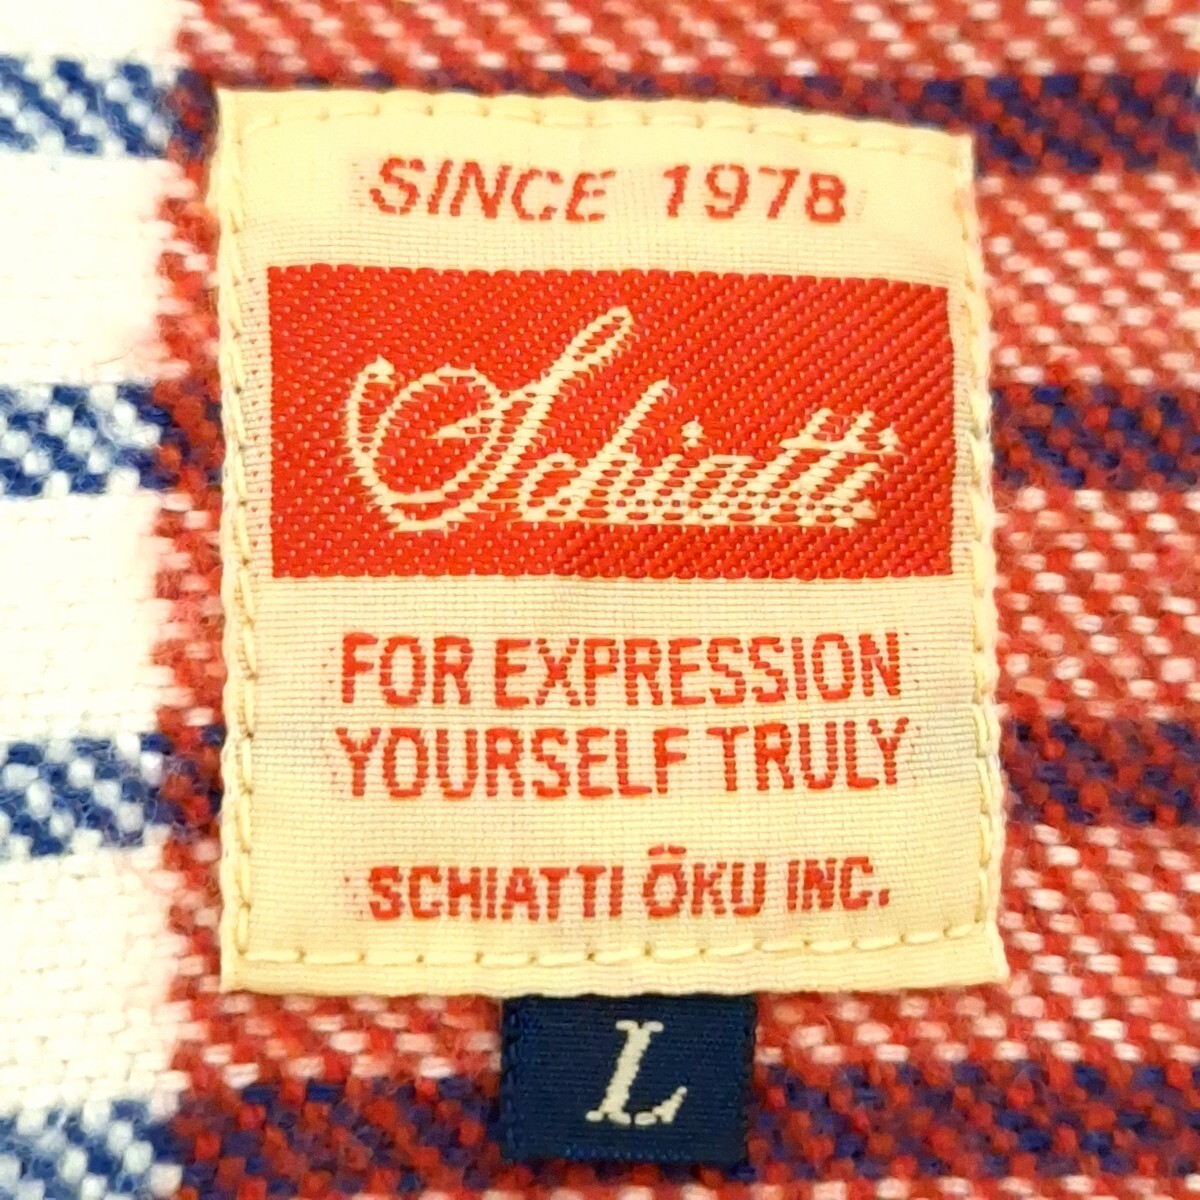 SINCE 1978
Schiatti
FOR EXPRESSION
YOURSELF TRULY
SCHIATTI ŌKU INC.
L